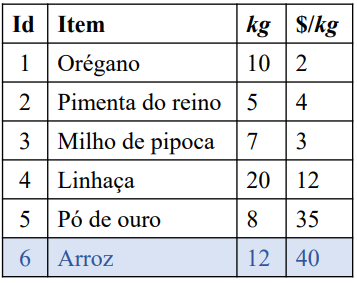 Id Item kg $/kg
1 Orégano 10 2
2 Pimenta do reino 5 4
3 Milho de pipoca 7 3
4 Linhaça 20 12
5 Pó de ouro 8 35
6 Arroz 12 40